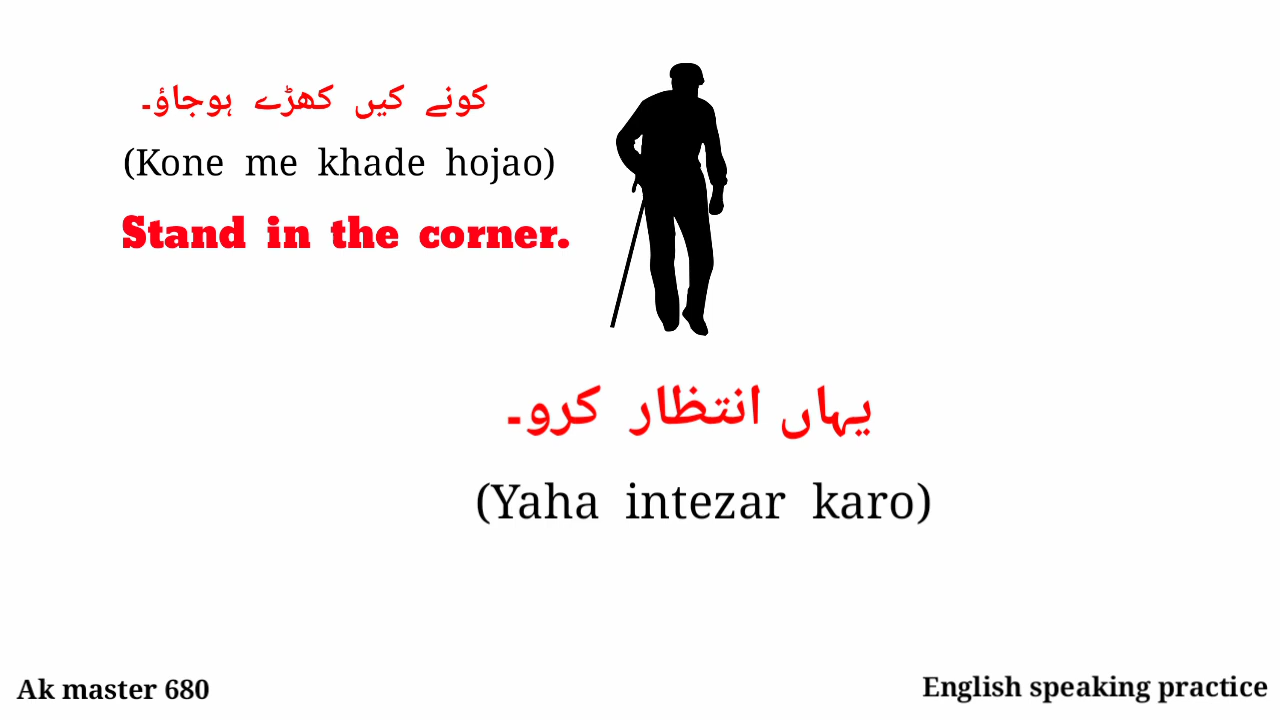 کونے کیں کھڑے ہوجاؤ۔
(Kone me khade hojao)
Stand in the corner.
یہاں انتظار کرو۔
(Yaha intezar karo)
Ak master 680
English speaking practice